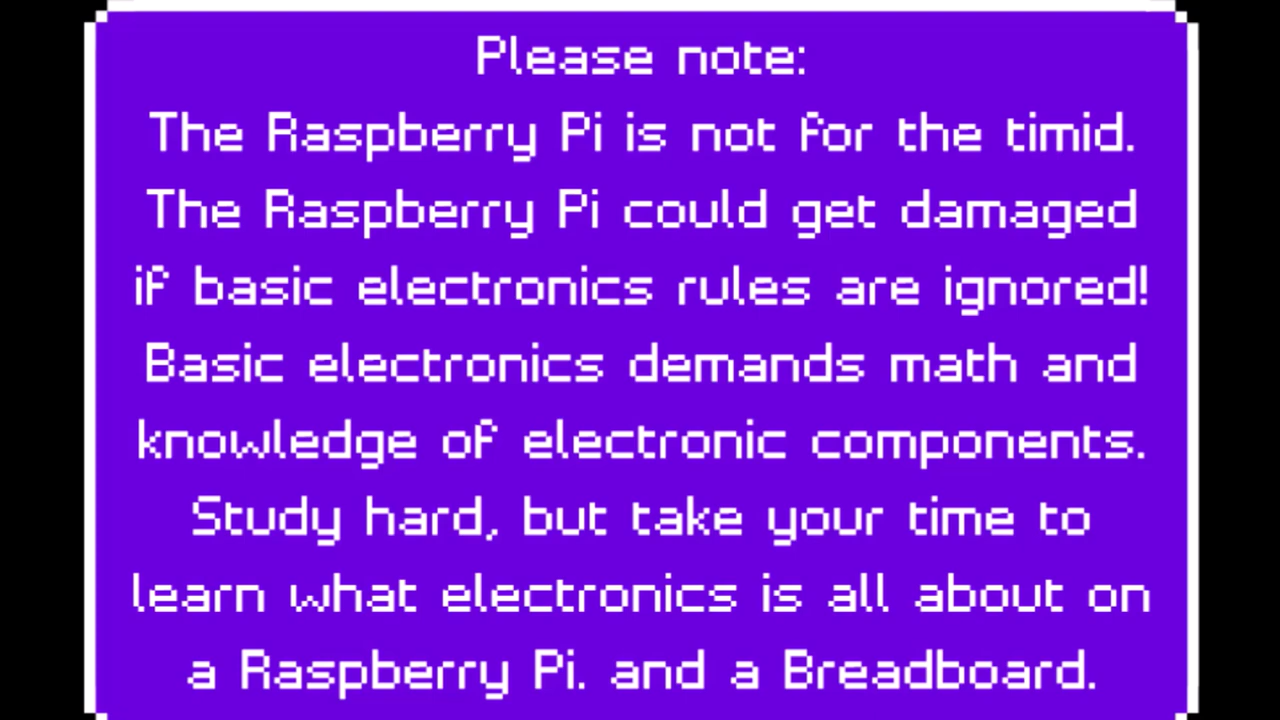 Please note:
The Raspberry Pi is not for the timid.
The Raspberry Pi could get damaged
if basic electronics rules are ignored!
Basic electronics demands math and
knowledge of electronic components.
Study hard, but take your time to
learn what electronics is all about on
a Raspberry Pi. and a Breadboard.